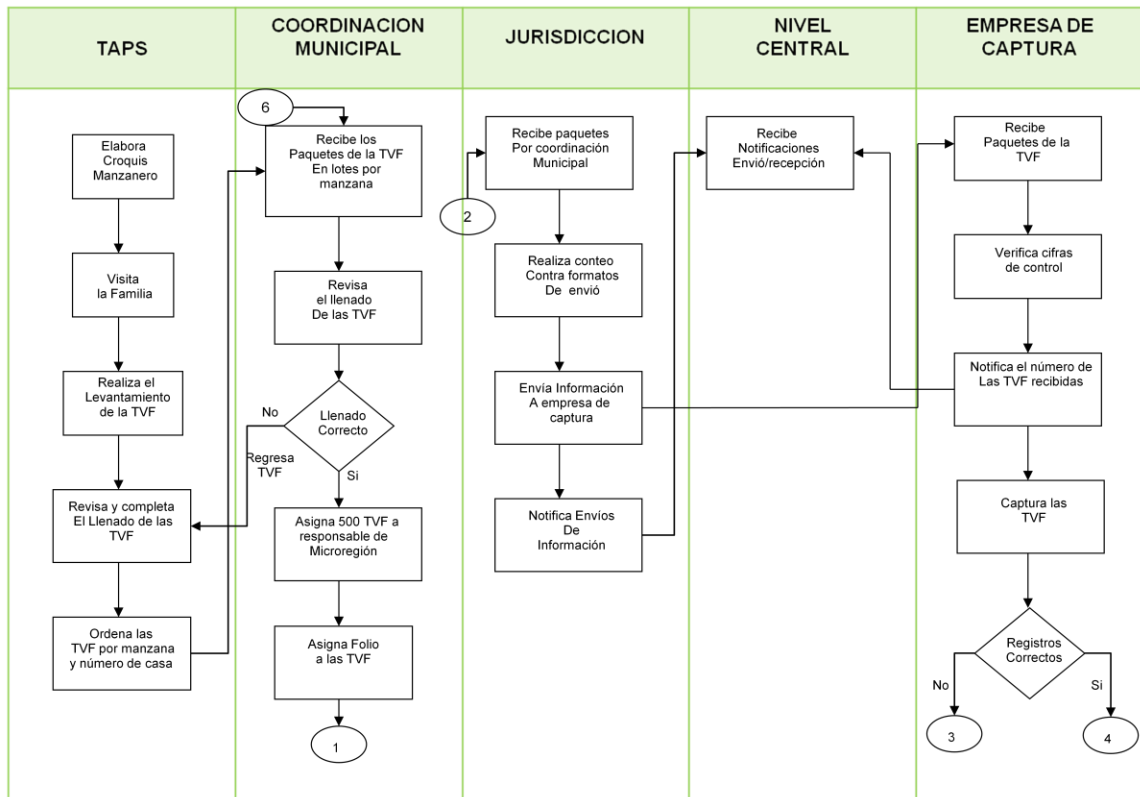 TAPS
COORDINACION
MUNICIPAL
JURISDICCION
NIVEL
CENTRAL
EMPRESA DE
CAPTURA
Elabora
Croquis
Manzanero
Visita
la Familia
Realiza el
Levantamiento
de la TVF
Revisa y completa
El Llenado de las
TVF
Ordena las
TVF por manzana
y número de casa
6
Recibe los
Paquetes de la TVF
En lotes por
manzana
Revisa
el llenado
De las TVF
Llenado
Correcto
No
Regresa
TVF
Si
Asigna 500 TVF a
responsable de
Microregión
Asigna Folio
a las TVF
1
Recibe paquetes
Por coordinación
Municipal
2
Realiza conteo
Contra formatos
De envió
Envía Información
A empresa de
captura
Notifica Envíos
De
Información
Recibe
Notificaciones
Envió/recepción
Recibe
Paquetes de la
TVF
Verifica cifras
de control
Notifica el número de
Las TVF recibidas
Captura las
TVF
Registros
Correctos
No
Si
3
4